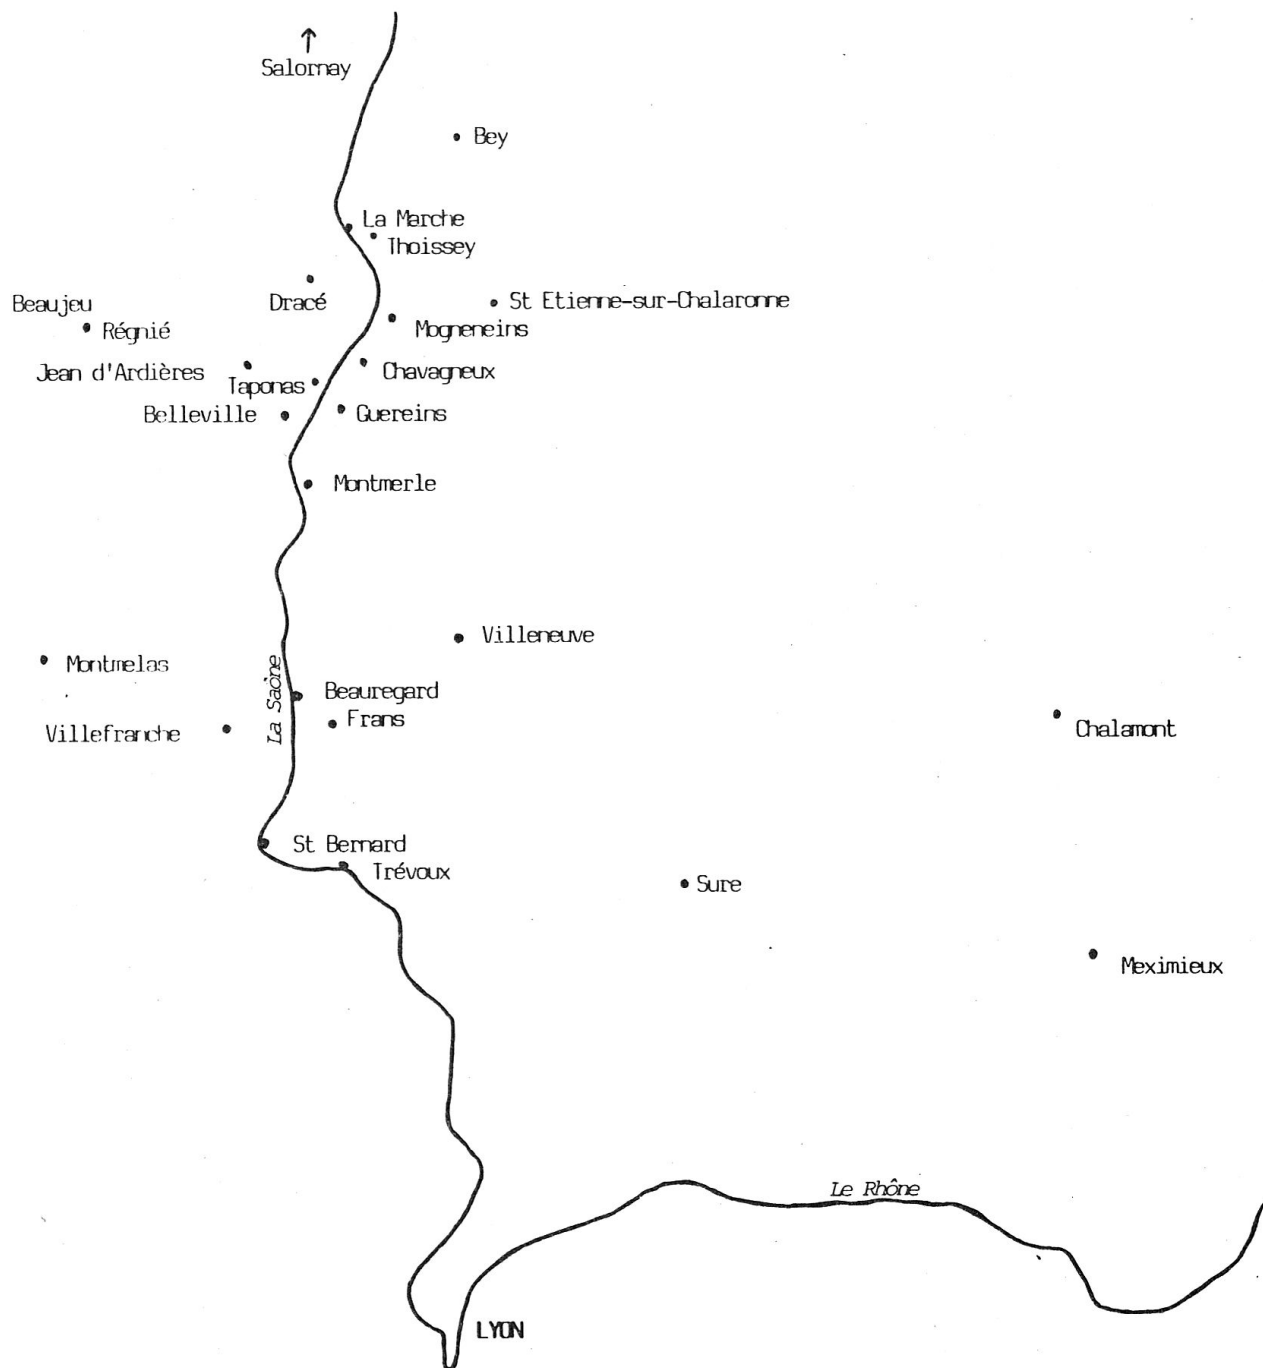 ↑
Salornay
Bey
La Marche
Thoissey
Dracé
St Etienne-sur-Chalaronne
Beaujeu
Régnié
Mogneneins
Jean d'Ardières
Chavagneux
Taponas
Belleville
Guereins
Montmerle
Villeneuve
Montmelas
La Saône
Beauregard
Frans
Villefranche
Chalamont
St Bernard
Trévoux
Sure
Meximieux
Le Rhône
LYON